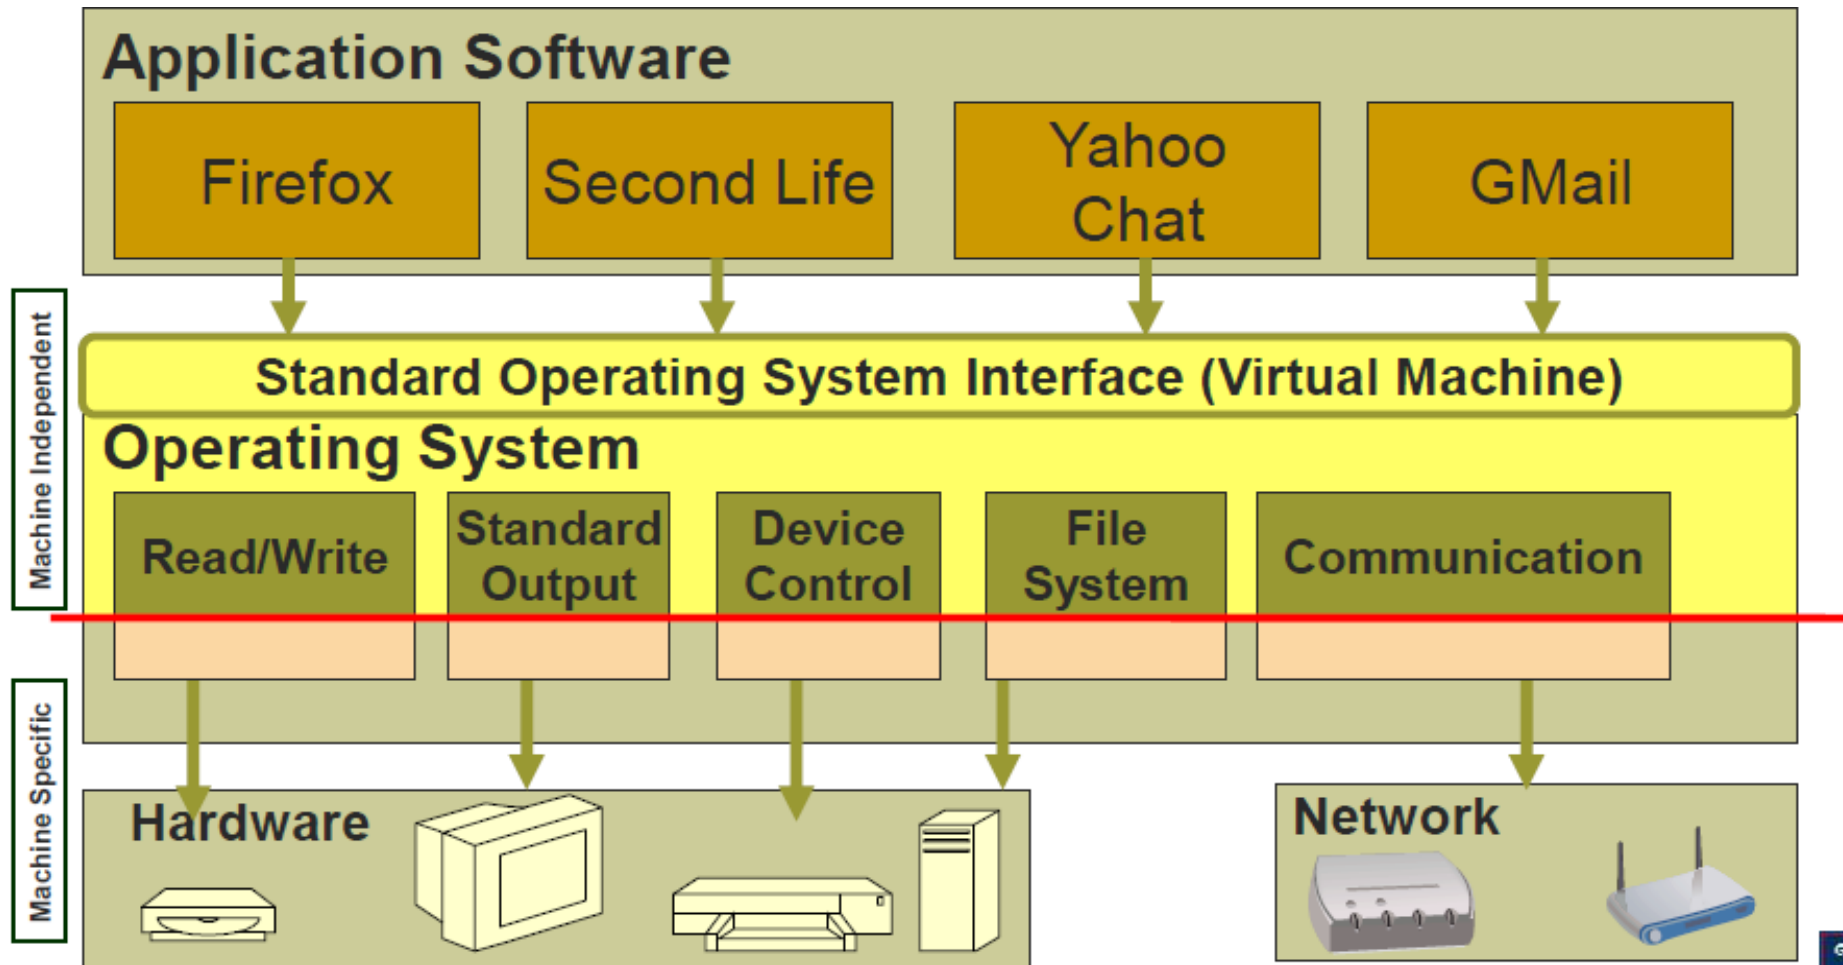 Application Software
Firefox
Second Life
Yahoo
Chat
GMail
Machine Independent
Standard Operating System Interface (Virtual Machine)
Operating System
Read/Write
Standard
Output
Device
Control
File
System
Communication
Machine Specific
Hardware
Network